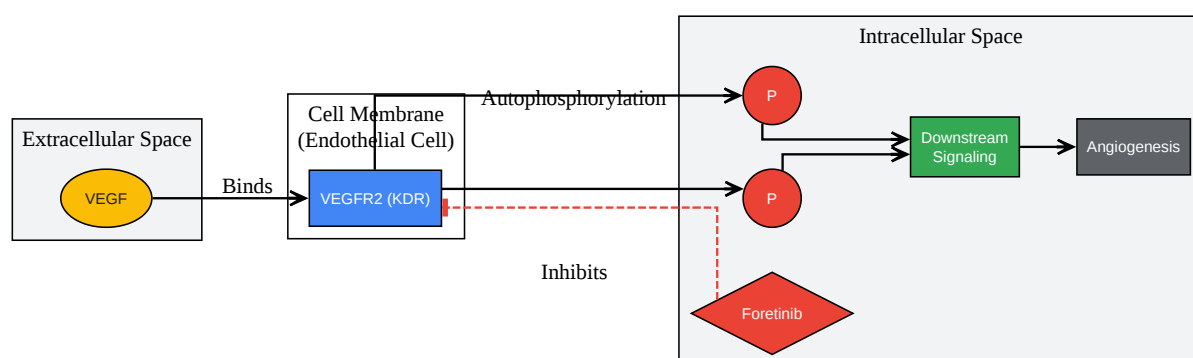 Extracellular Space
VEGF
Binds
Cell Membrane
(Endothelial Cell)
VEGFR2 (KDR)
Autophosphorylation
Inhibits
Intracellular Space
P
P
Foretinib
Downstream
Signaling
Angiogenesis